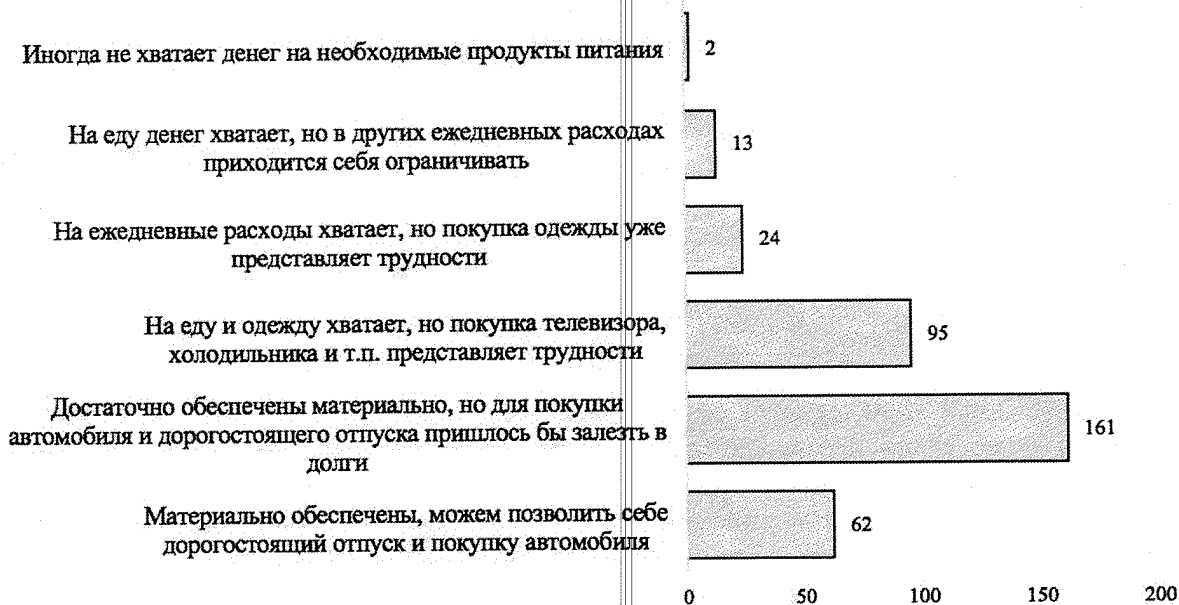 Иногда не хватает денег на необходимые продукты питания
2
На еду денег хватает, но в других ежедневных расходах
приходится себя ограничивать
13
На ежедневные расходы хватает, но покупка одежды уже
представляет трудности
24
На еду и одежду хватает, но покупка телевизора,
холодильника и т.п. представляет трудности
95
Достаточно обеспечены материально, но для покупки
автомобиля и дорогостоящего отпуска пришлось бы залезть в
долги
161
Материально обеспечены, можем позволить себе
дорогостоящий отпуск и покупку автомобиля
62
0 50 100 150 200